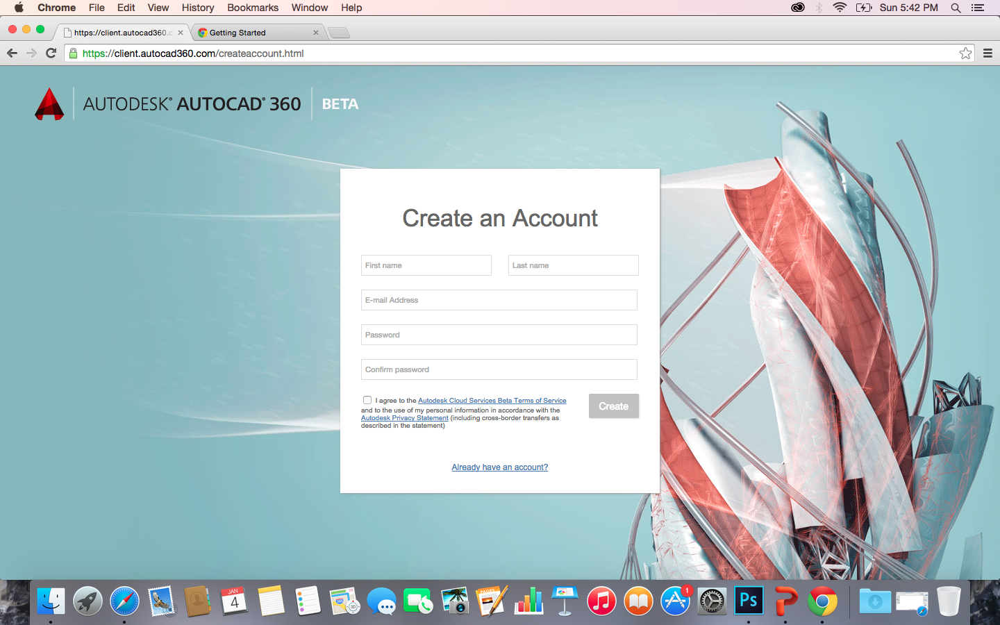 Chrome File Edit View History Bookmarks Window Help Sun 5:42 PM
https://client.autocad360.c Getting Started
https://client.autocad360.com/createaccount.html
AUTODESK® AUTOCAD® 360 BETA
Create an Account
First name Last name
E-mail Address
Password
Confirm password
I agree to the Autodesk Cloud Services Beta Terms of Service
and to the use of my personal information in accordance with the
Autodesk Privacy Statement (including cross-border transfers as
described in the statement)
Create
Already have an account?
JAN
4
3D
PAGES
1
Ps